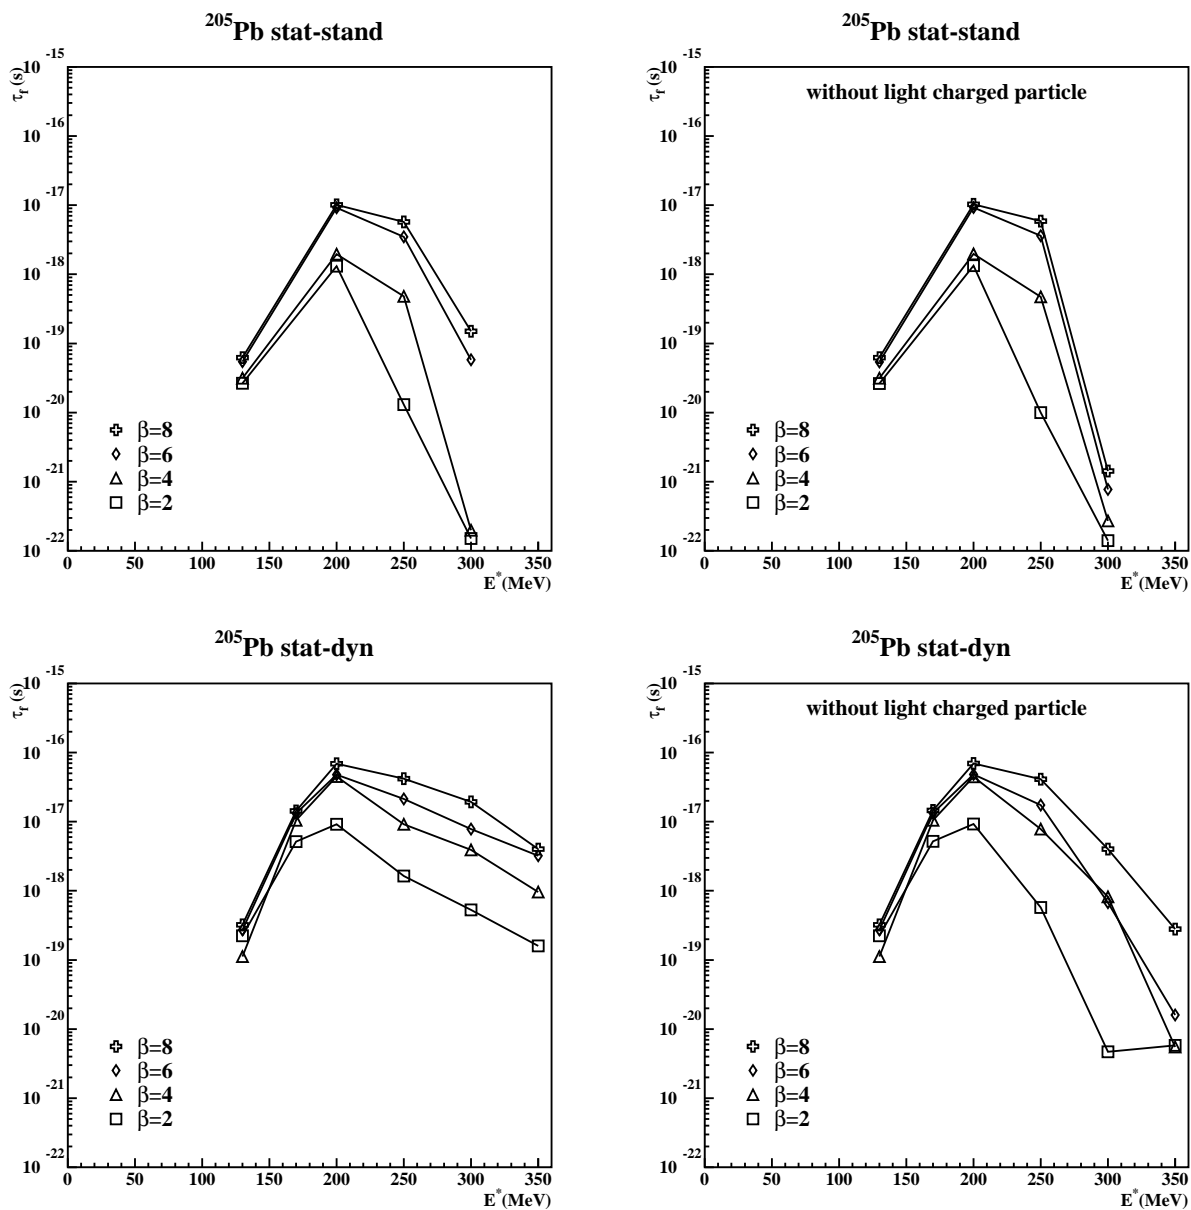 ²⁰⁵Pb stat-stand
τf (s)
10 -15
10 -16
10 -17
10 -18
10 -19
10 -20
10 -21
10 -22
β=8
β=6
β=4
β=2
0 50 100 150 200 250 300 350
E*(MeV)
²⁰⁵Pb stat-stand
without light charged particle
τf (s)
10 -15
10 -16
10 -17
10 -18
10 -19
10 -20
10 -21
10 -22
β=8
β=6
β=4
β=2
0 50 100 150 200 250 300 350
E*(MeV)
²⁰⁵Pb stat-dyn
τf (s)
10 -15
10 -16
10 -17
10 -18
10 -19
10 -20
10 -21
10 -22
β=8
β=6
β=4
β=2
0 50 100 150 200 250 300 350
E*(MeV)
²⁰⁵Pb stat-dyn
without light charged particle
τf (s)
10 -15
10 -16
10 -17
10 -18
10 -19
10 -20
10 -21
10 -22
β=8
β=6
β=4
β=2
0 50 100 150 200 250 300 350
E*(MeV)